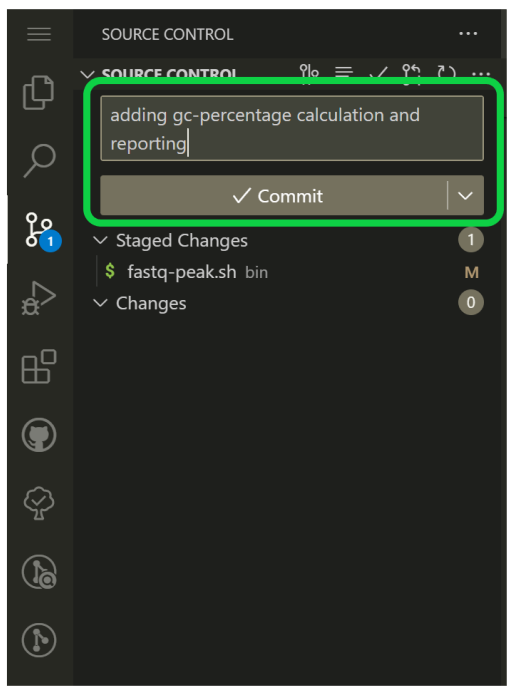 SOURCE CONTROL
SOURCE CONTROL
adding gc-percentage calculation and
reporting
Commit
Staged Changes 1
$ fastq-peak.sh bin M
1
Changes 0